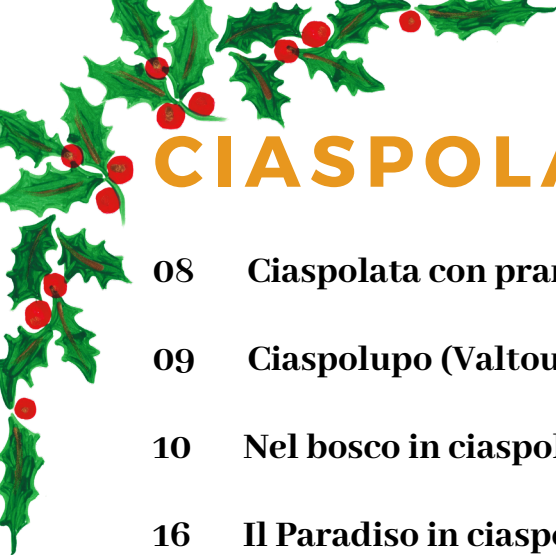 CIASPOLA
08 Ciaspolata con pran
09 Ciaspolupo (Valtou
10 Nel bosco in ciaspol
16 Il Paradiso in ciaspo